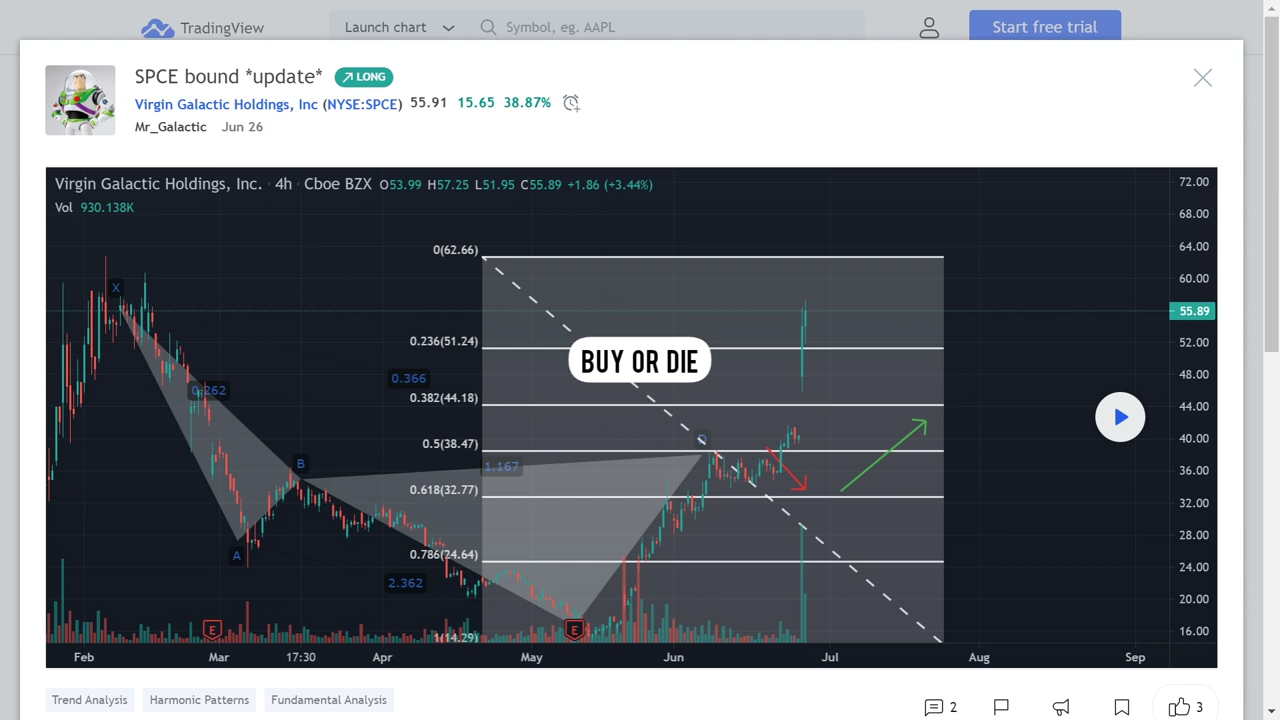 TradingView
Launch chart
Symbol, eg. AAPL
Start free trial
SPCE bound *update*
LONG
Virgin Galactic Holdings, Inc (NYSE:SPCE) 55.91 15.65 38.87%
Mr_Galactic Jun 26
Virgin Galactic Holdings, Inc. · 4h · Cboe BZX O53.99 H57.25 L51.95 C55.89 +1.86 (+3.44%)
Vol 930.138K
72.00
68.00
64.00
60.00
55.89
52.00
48.00
44.00
40.00
36.00
32.00
28.00
24.00
20.00
16.00
0(62.66)
0.236(51.24)
0.382(44.18)
0.5(38.47)
0.618(32.77)
0.786(24.64)
1(14.29)
X
0.262
0.366
BUY OR DIE
B
1.167
D
A
2.362
E
E
Feb Mar 17:30 Apr May Jun Jul Aug Sep
Trend Analysis Harmonic Patterns Fundamental Analysis
2
3